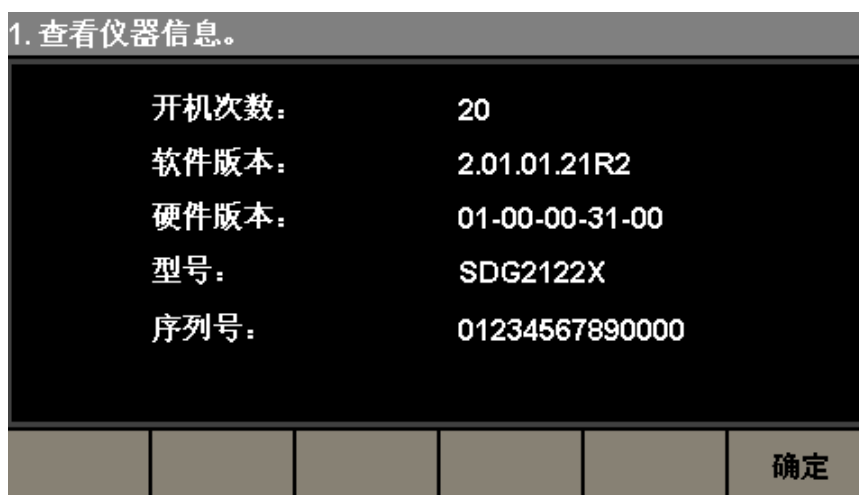 1. 查看仪器信息。
开机次数： 20
软件版本： 2.01.01.21R2
硬件版本： 01-00-00-31-00
型号： SDG2122X
序列号： 01234567890000
确定